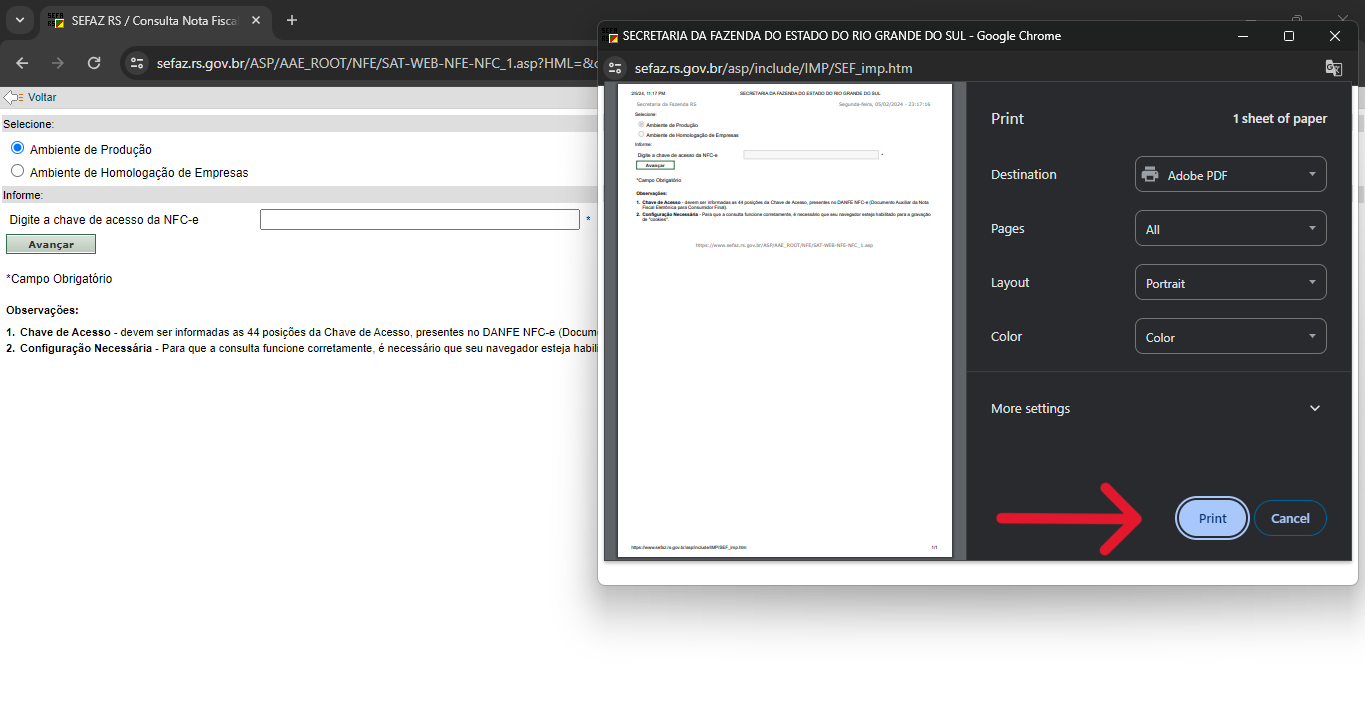 SEFAZ RS / Consulta Nota Fisca
sefaz.rs.gov.br/ASP/AAE_ROOT/NFE/SAT-WEB-NFE-NFC_1.asp?HML=&c
Voltar
Selecione:
Ambiente de Produção
Ambiente de Homologação de Empresas
Informe:
Digite a chave de acesso da NFC-e
*
Avançar
*Campo Obrigatório
Observações:
1. Chave de Acesso - devem ser informadas as 44 posições da Chave de Acesso, presentes no DANFE NFC-e (Docum
2. Configuração Necessária - Para que a consulta funcione corretamente, é necessário que seu navegador esteja habil
SECRETARIA DA FAZENDA DO ESTADO DO RIO GRANDE DO SUL - Google Chrome
sefaz.rs.gov.br/asp/include/IMP/SEF_imp.htm
2/5/24, 11:17 PM SECRETARIA DA FAZENDA DO ESTADO DO RIO GRANDE DO SUL
Secretaria da Fazenda RS Segunda-feira, 05/02/2024 - 23:17:16
Selecione:
Ambiente de Produção
Ambiente de Homologação de Empresas
Informe:
Digite a chave de acesso da NFC-e *
Avançar
*Campo Obrigatório
Observações:
1. Chave de Acesso - devem ser informadas as 44 posições da Chave de Acesso, presentes no DANFE NFC-e (Documento Auxiliar da Nota
Fiscal Eletrônica para Consumidor Final).
2. Configuração Necessária - Para que a consulta funcione corretamente, é necessário que seu navegador esteja habilitado para a gravação
de "cookies".
https://www.sefaz.rs.gov.br/ASP/AAE_ROOT/NFE/SAT-WEB-NFE-NFC_1.asp
https://www.sefaz.rs.gov.br/asp/include/IMP/SEF_imp.htm 1/1
Print 1 sheet of paper
Destination Adobe PDF
Pages All
Layout Portrait
Color Color
More settings
Print Cancel